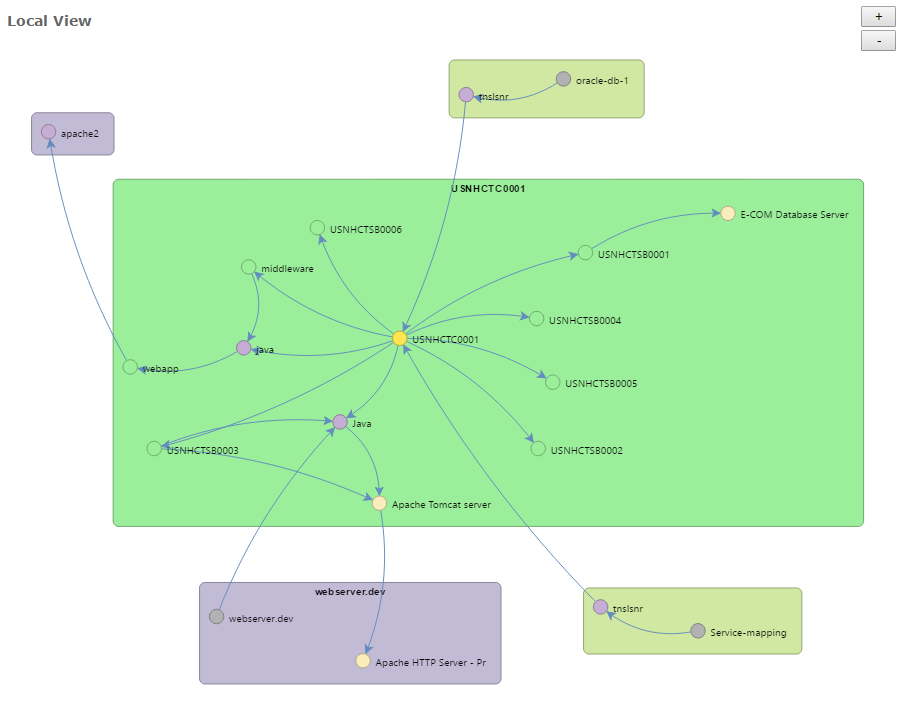 Local View
+
-
oracle-db-1
tnslsnr
apache2
USNHCTC0001
E-COM Database Server
USNHCTSB0006
USNHCTSB0001
middleware
USNHCTSB0004
USNHCTC0001
java
webapp
USNHCTSB0005
Java
USNHCTSB0003
USNHCTSB0002
Apache Tomcat server
webserver.dev
tnslsnr
webserver.dev
Service-mapping
Apache HTTP Server - Pr